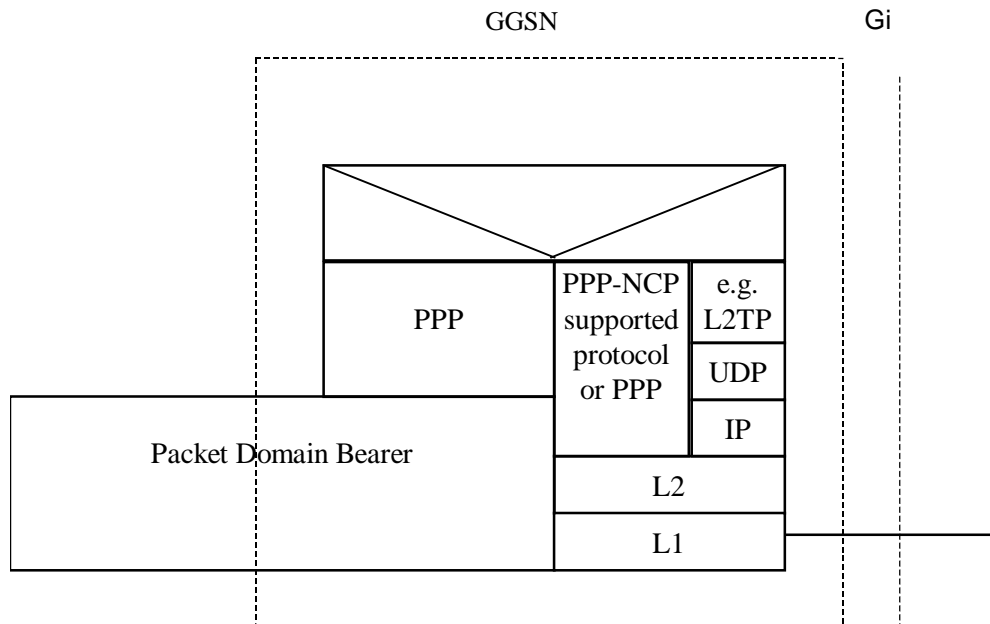 GGSN
Gi
PPP
PPP-NCP
supported
protocol
or PPP
e.g.
L2TP
UDP
IP
Packet Domain Bearer
L2
L1